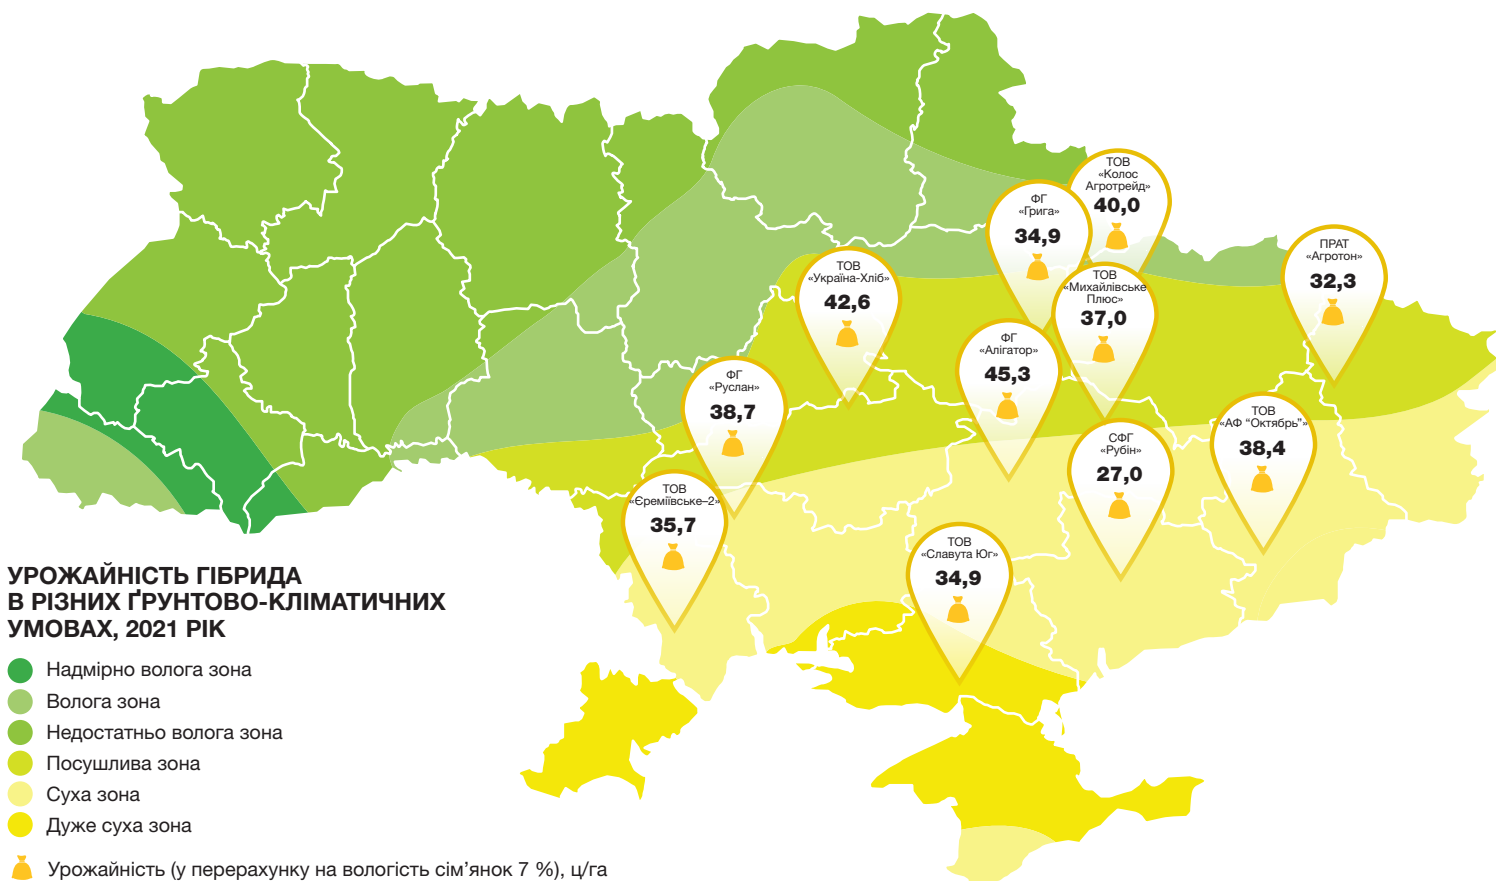 ТОВ
«Колос
Агротрейд»
40,0
ФГ
«Грига»
34,9
ПРАТ
«Агротон»
32,3
ТОВ
«Україна-Хліб»
42,6
ТОВ
«Михайлівське
Плюс»
37,0
ФГ
«Алігатор»
45,3
ФГ
«Руслан»
38,7
ТОВ
«АФ “Октябрь”»
38,4
СФГ
«Рубін»
27,0
ТОВ
«Єреміївське–2»
35,7
ТОВ
«Славута Юг»
34,9
УРОЖАЙНІСТЬ ГІБРИДА
В РІЗНИХ ҐРУНТОВО-КЛІМАТИЧНИХ
УМОВАХ, 2021 РІК
Надмірно волога зона
Волога зона
Недостатньо волога зона
Посушлива зона
Суха зона
Дуже суха зона
Урожайність (у перерахунку на вологість сім’янок 7 %), ц/га